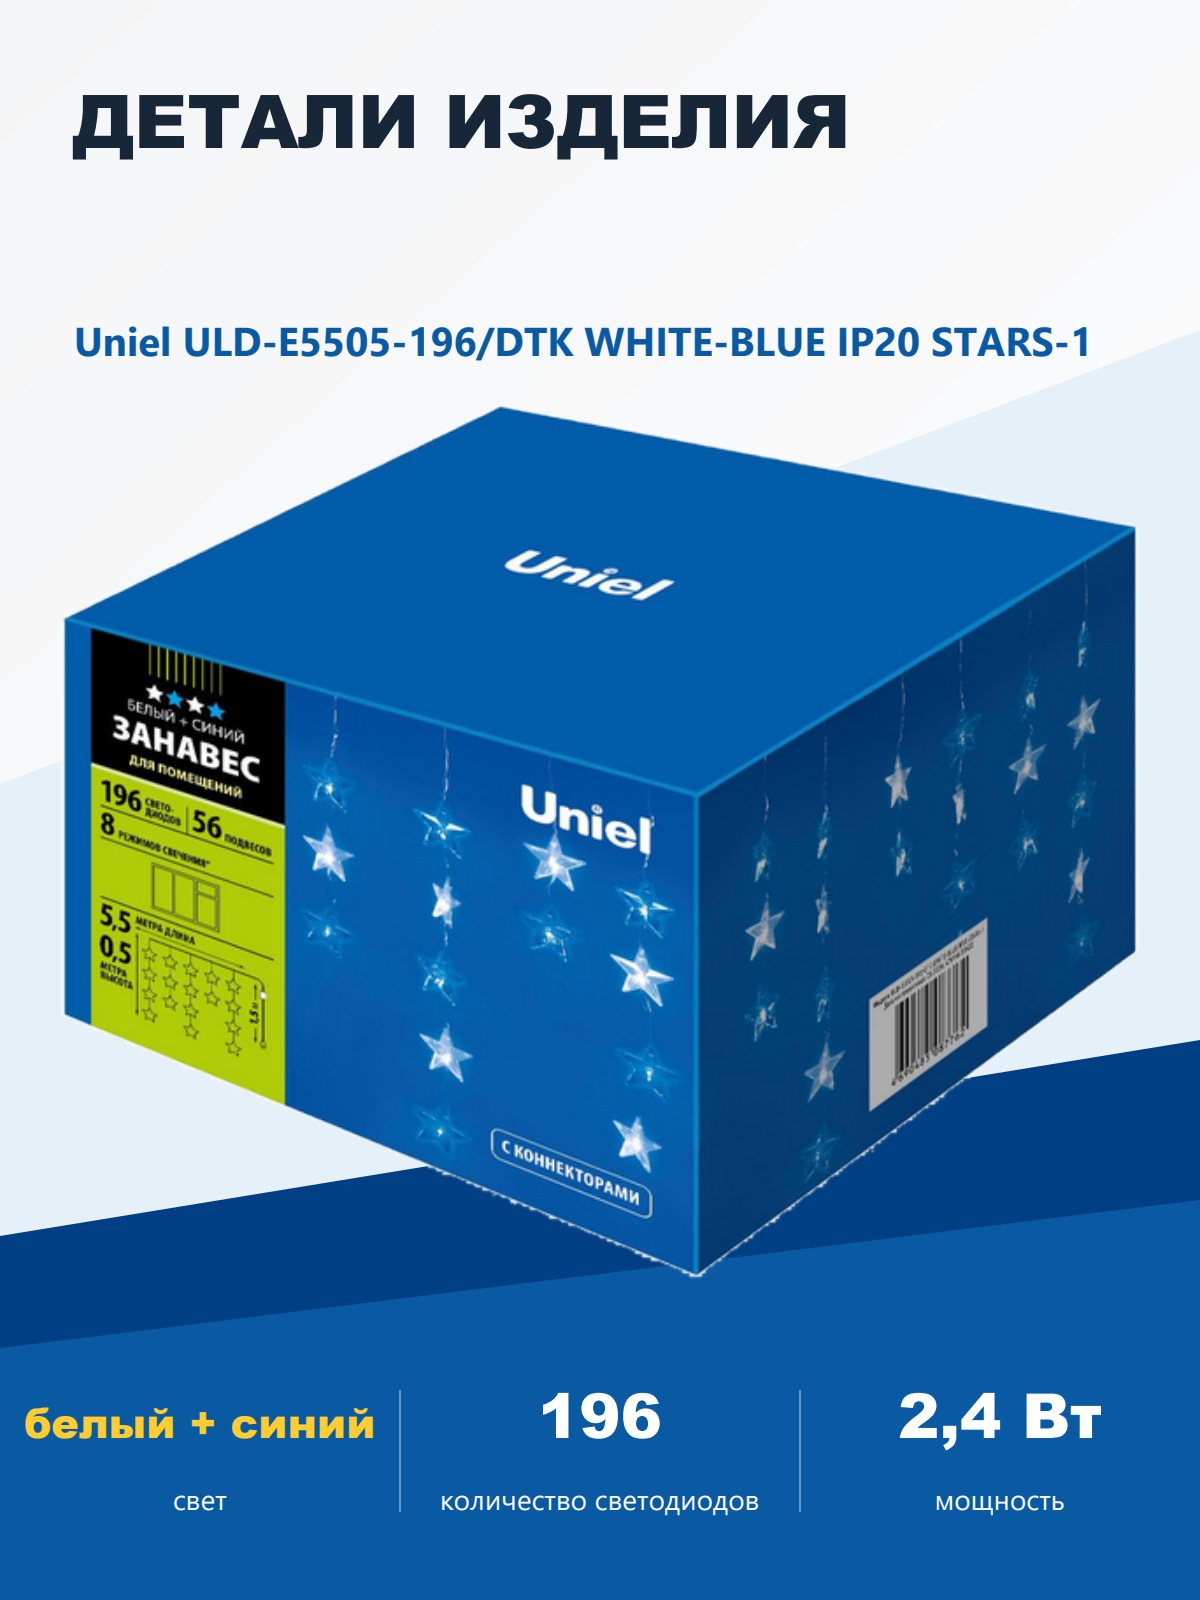 ДЕТАЛИ ИЗДЕЛИЯ
Uniel ULD-E5505-196/DTK WHITE-BLUE IP20 STARS-1
Uniel
БЕЛЫЙ + СИНИЙ
ЗАНАВЕС
ДЛЯ ПОМЕЩЕНИЙ
196 СВЕТО-
ДИОДОВ
56 ПОДВЕСОВ
8 РЕЖИМОВ СВЕЧЕНИЯ*
5,5 МЕТРА ДЛИНА
0,5
МЕТРА
ВЫСОТА
1,5 м
Uniel
С КОННЕКТОРАМИ
белый + синий
свет
196
количество светодиодов
2,4 Вт
мощность